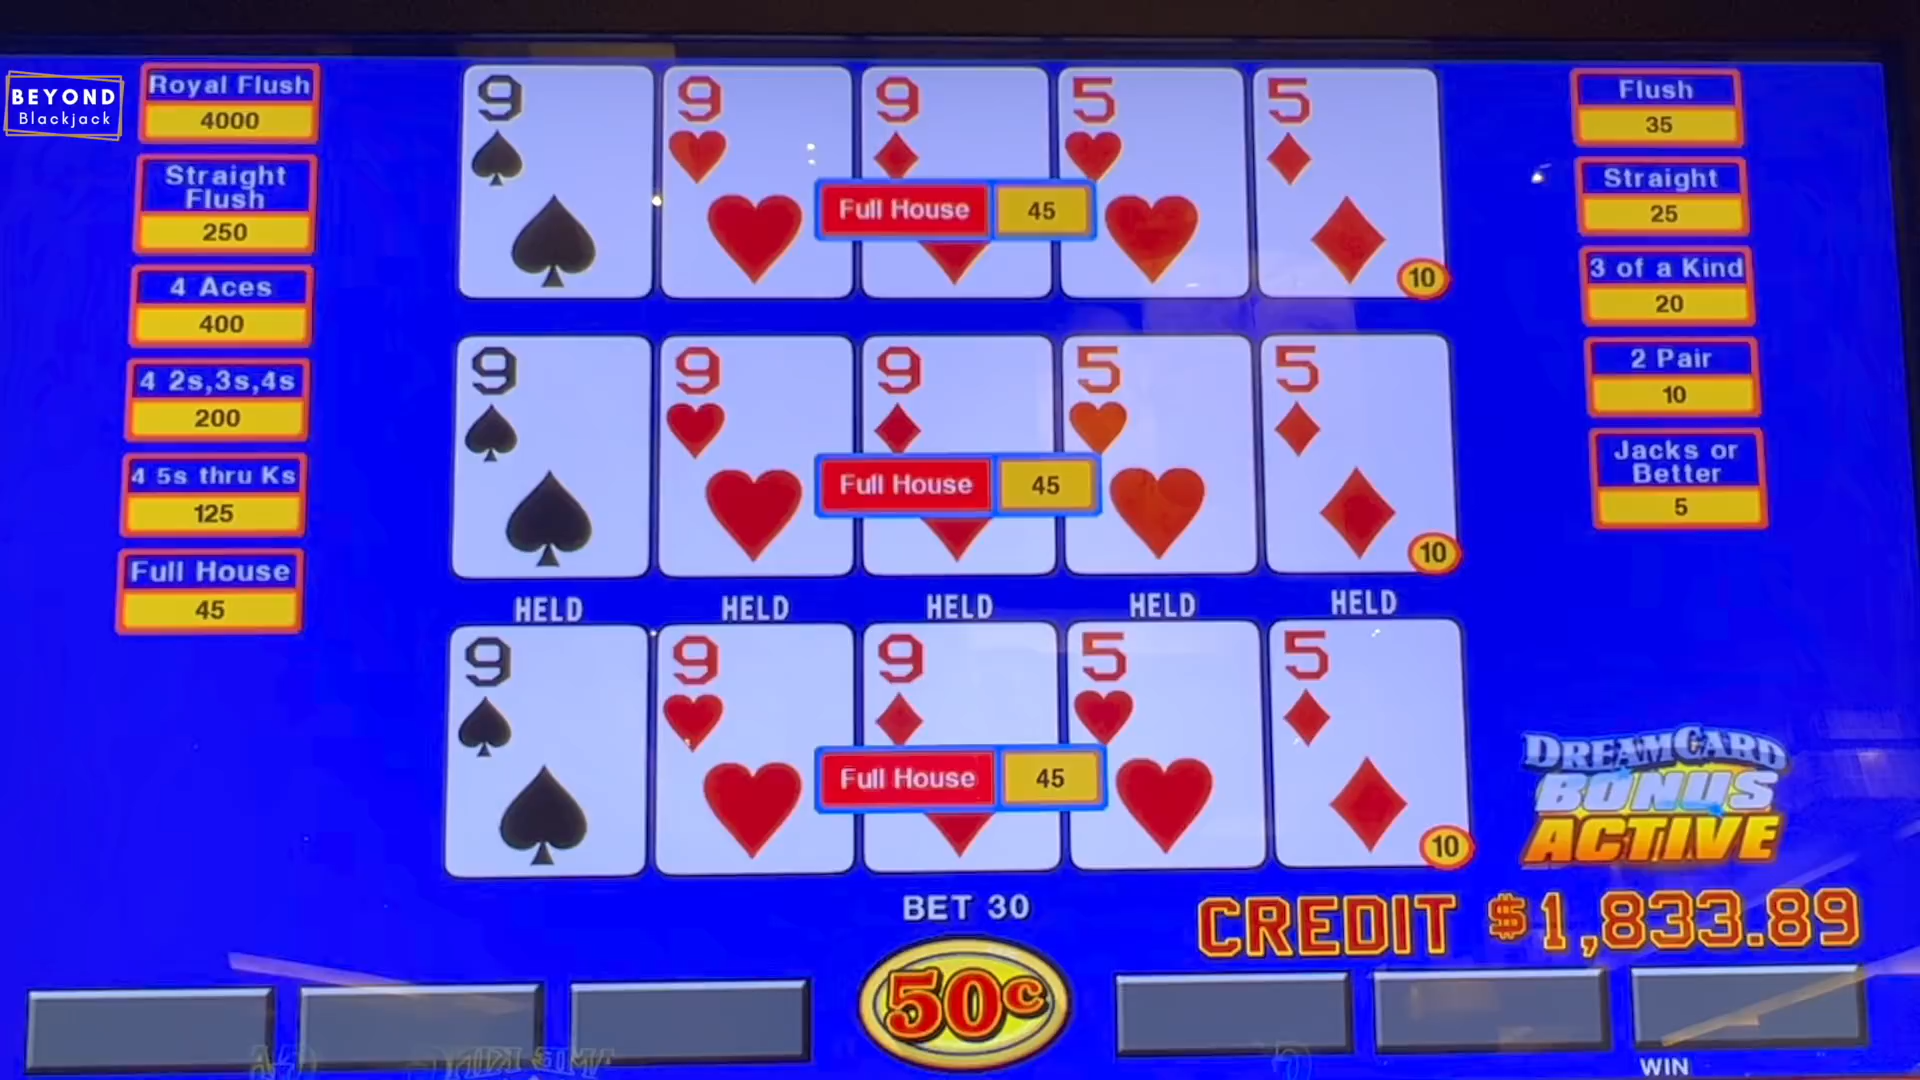 BEYOND
Blackjack
Royal Flush
4000
Straight
Flush
250
4 Aces
400
4 2s,3s,4s
200
4 5s thru Ks
125
Full House
45
9 9 9 5 5
Full House 45
10
9 9 9 5 5
Full House 45
10
HELD HELD HELD HELD HELD
9 9 9 5 5
Full House 45
10
Flush
35
Straight
25
3 of a Kind
20
2 Pair
10
Jacks or
Better
5
DREAMCARD
BONUS
ACTIVE
BET 30
CREDIT $1,833.89
50¢
WIN